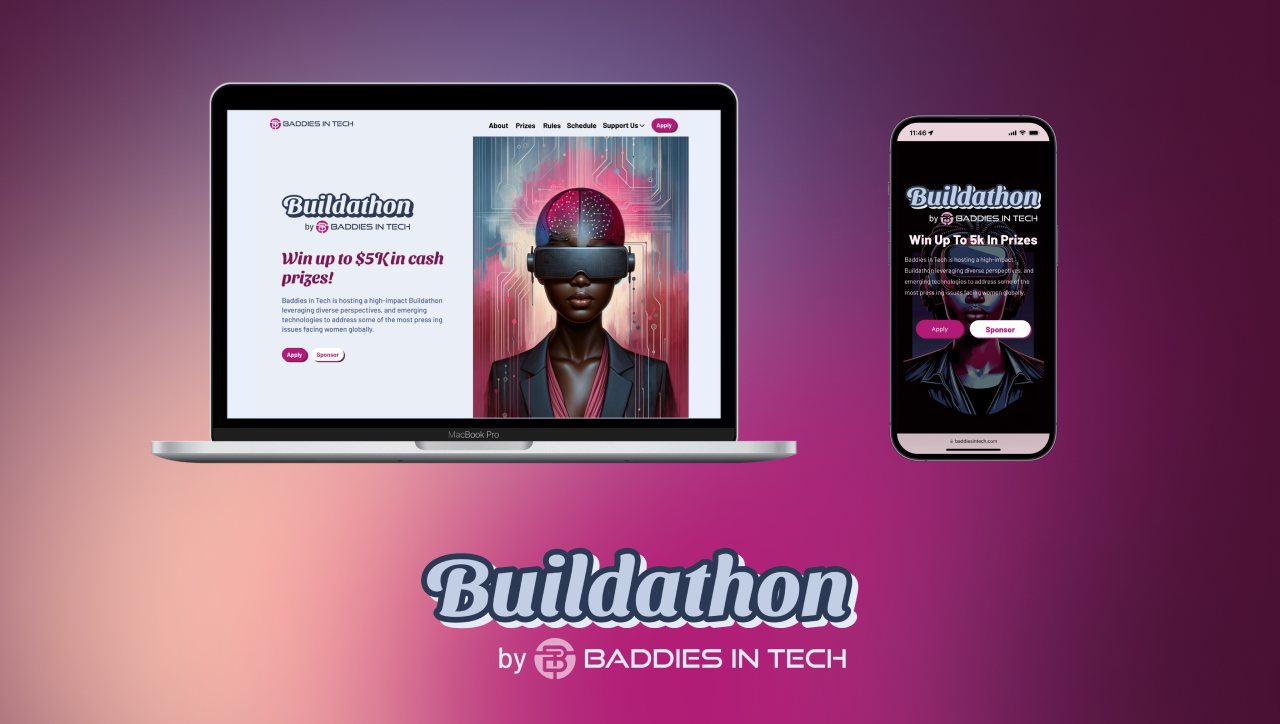 BADDIES IN TECH
About Prizes Rules Schedule Support Us Apply
Buildathon
by BADDIES IN TECH
Win up to $5K in cash
prizes!
Baddies in Tech is hosting a high-impact Buildathon
leveraging diverse perspectives, and emerging
technologies to address some of the most press ing
issues facing women globally.
Apply Sponsor
MacBook Pro
11:46
Buildathon
by BADDIES IN TECH
Win Up To 5k In Prizes
Baddies in Tech is hosting a high-impact
Buildathon leveraging diverse perspectives, and
emerging technologies to address some of the
most press ing issues facing women globally.
Apply Sponsor
baddiesintech.com
Buildathon
by BADDIES IN TECH